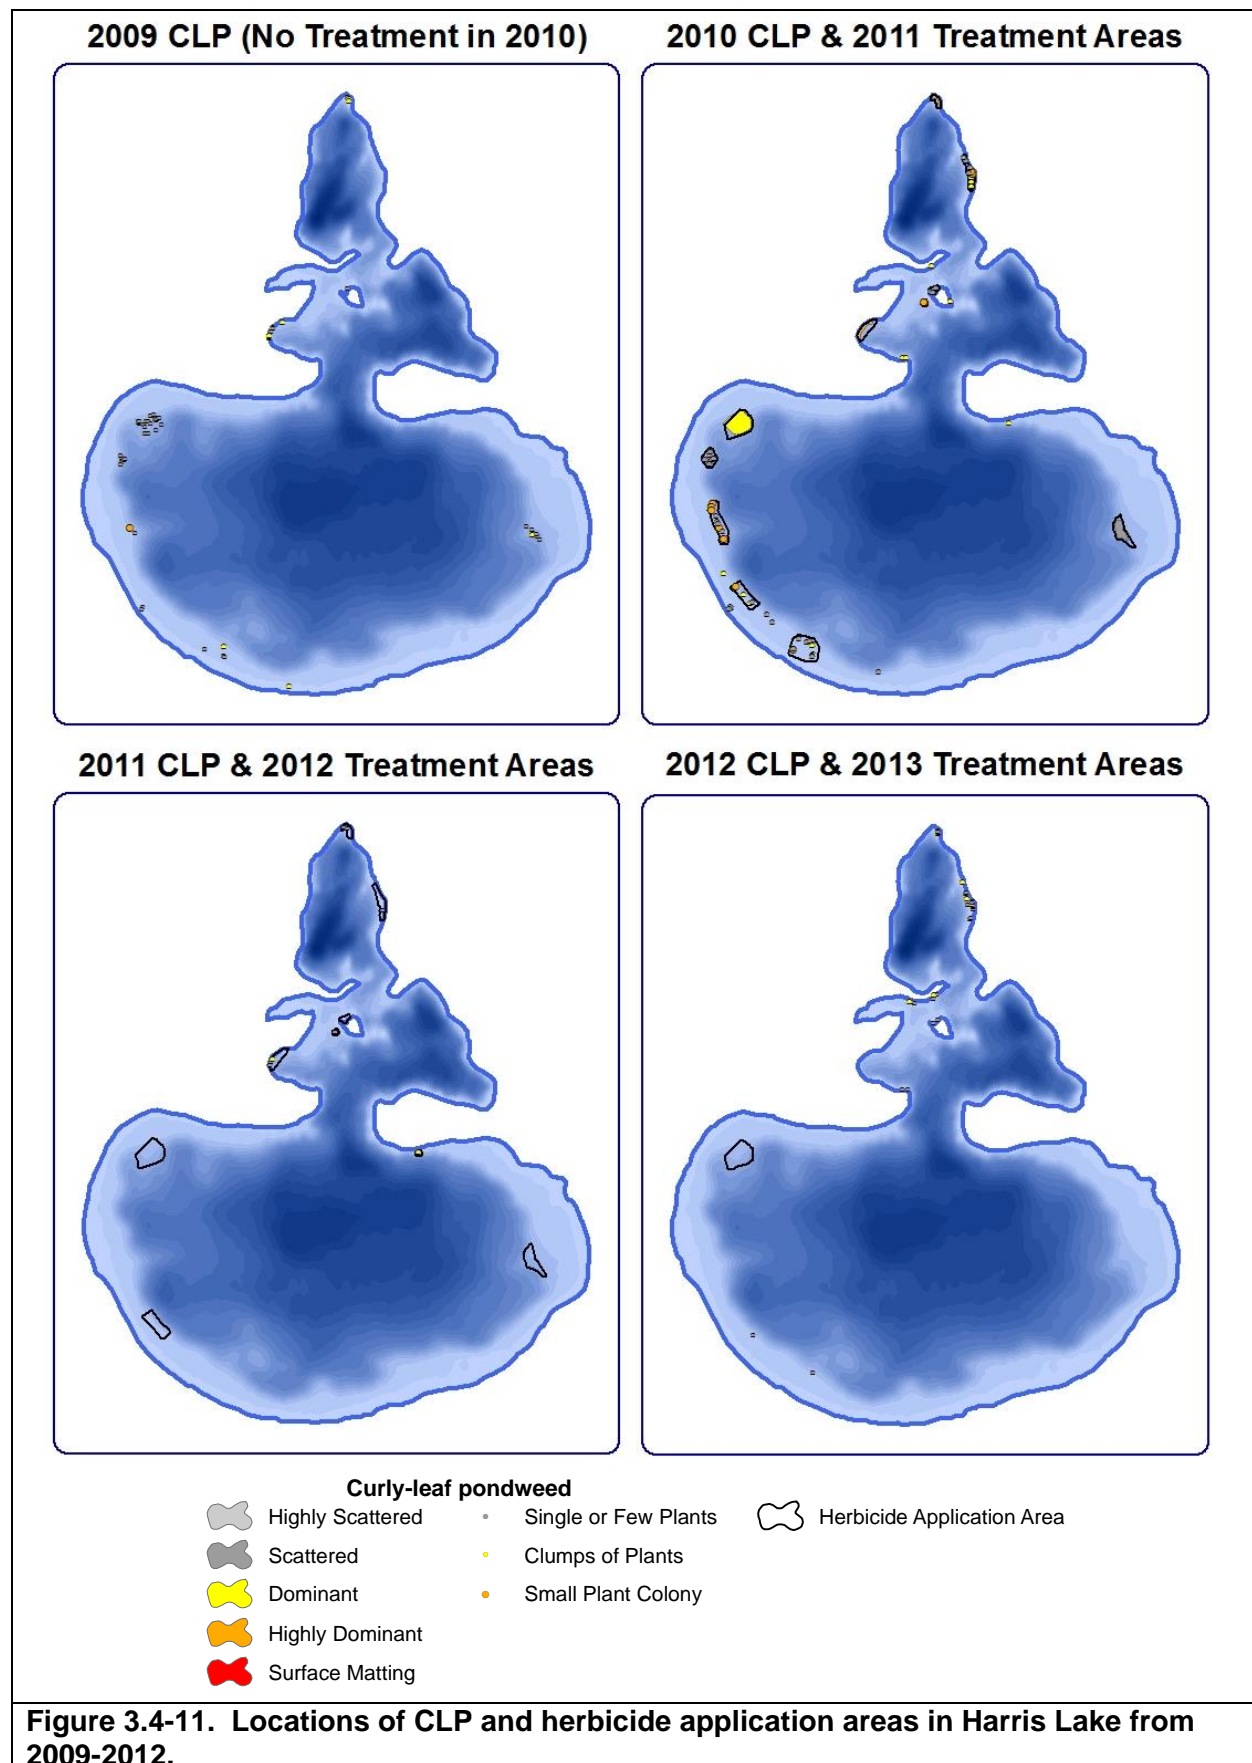 2009 CLP (No Treatment in 2010)
2010 CLP & 2011 Treatment Areas
2011 CLP & 2012 Treatment Areas
2012 CLP & 2013 Treatment Areas
Curly-leaf pondweed
Highly Scattered
Single or Few Plants
Herbicide Application Area
Scattered
Clumps of Plants
Dominant
Small Plant Colony
Highly Dominant
Surface Matting
Figure 3.4-11. Locations of CLP and herbicide application areas in Harris Lake from
2009-2012.